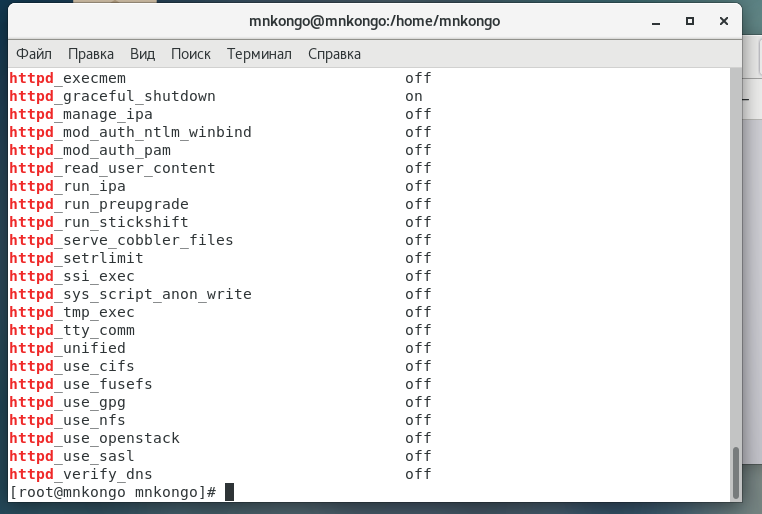 mnkongo@mnkongo:/home/mnkongo
Файл Правка Вид Поиск Терминал Справка
httpd_execmem off
httpd_graceful_shutdown on
httpd_manage_ipa off
httpd_mod_auth_ntlm_winbind off
httpd_mod_auth_pam off
httpd_read_user_content off
httpd_run_ipa off
httpd_run_preupgrade off
httpd_run_stickshift off
httpd_serve_cobbler_files off
httpd_setrlimit off
httpd_ssi_exec off
httpd_sys_script_anon_write off
httpd_tmp_exec off
httpd_tty_comm off
httpd_unified off
httpd_use_cifs off
httpd_use_fusefs off
httpd_use_gpg off
httpd_use_nfs off
httpd_use_openstack off
httpd_use_sasl off
httpd_verify_dns off
[root@mnkongo mnkongo]#